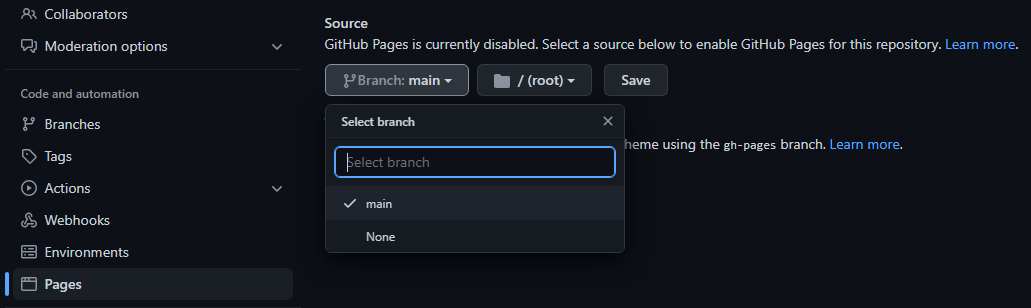 Collaborators
Moderation options
Code and automation
Branches
Tags
Actions
Webhooks
Environments
Pages
Source
GitHub Pages is currently disabled. Select a source below to enable GitHub Pages for this repository. Learn more.
Branch: main
/ (root)
Save
Select branch
heme using the gh-pages branch. Learn more.
Select branch
main
None